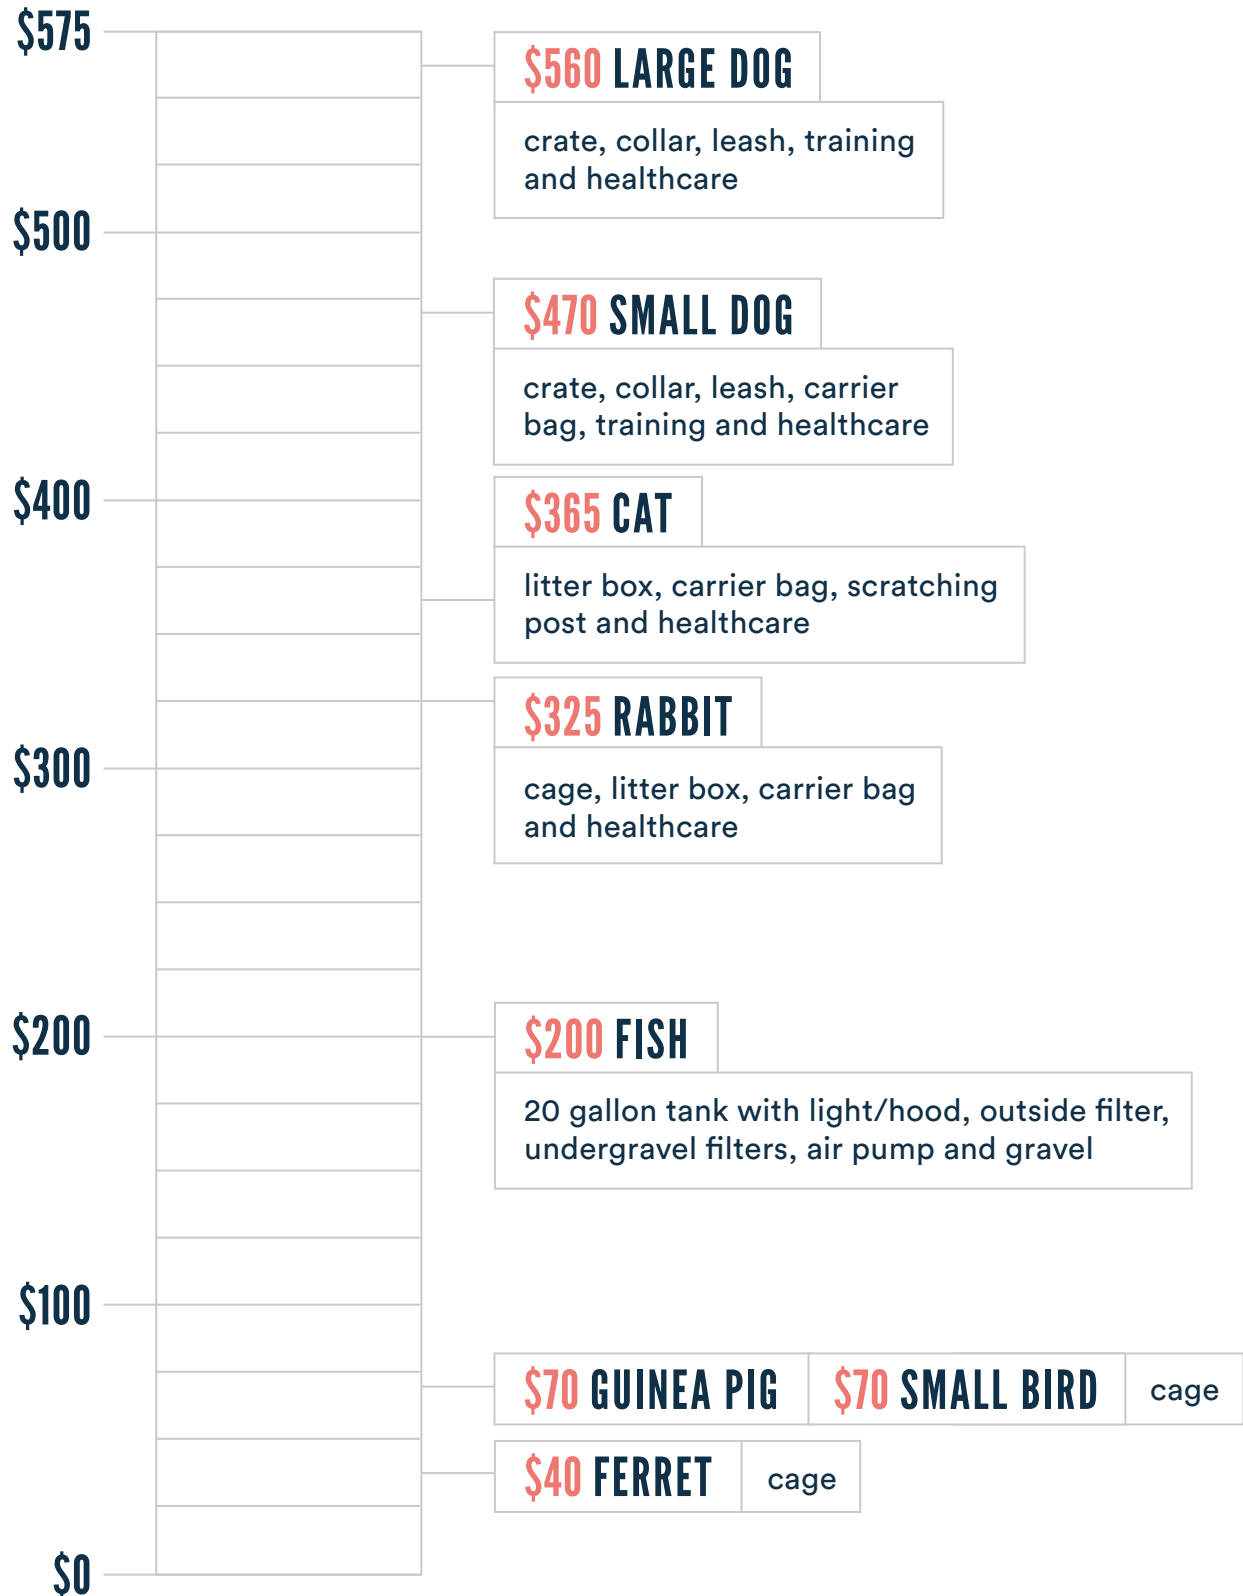 $575
$560 LARGE DOG
crate, collar, leash, training
and healthcare
$500
$470 SMALL DOG
crate, collar, leash, carrier
bag, training and healthcare
$400
$365 CAT
litter box, carrier bag, scratching
post and healthcare
$325 RABBIT
$300
cage, litter box, carrier bag
and healthcare
$200
$200 FISH
20 gallon tank with light/hood, outside filter,
undergravel filters, air pump and gravel
$100
$70 GUINEA PIG $70 SMALL BIRD cage
$40 FERRET cage
$0